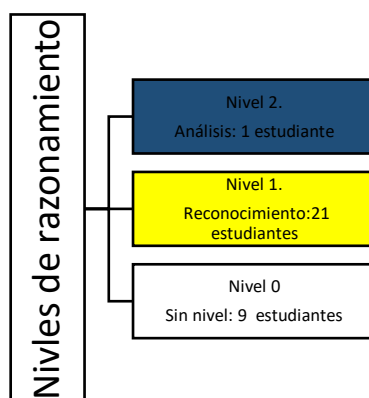 Nivles de razonamiento
Nivel 2.
Análisis: 1 estudiante
Nivel 1.
Reconocimiento:21
estudiantes
Nivel 0
Sin nivel: 9 estudiantes